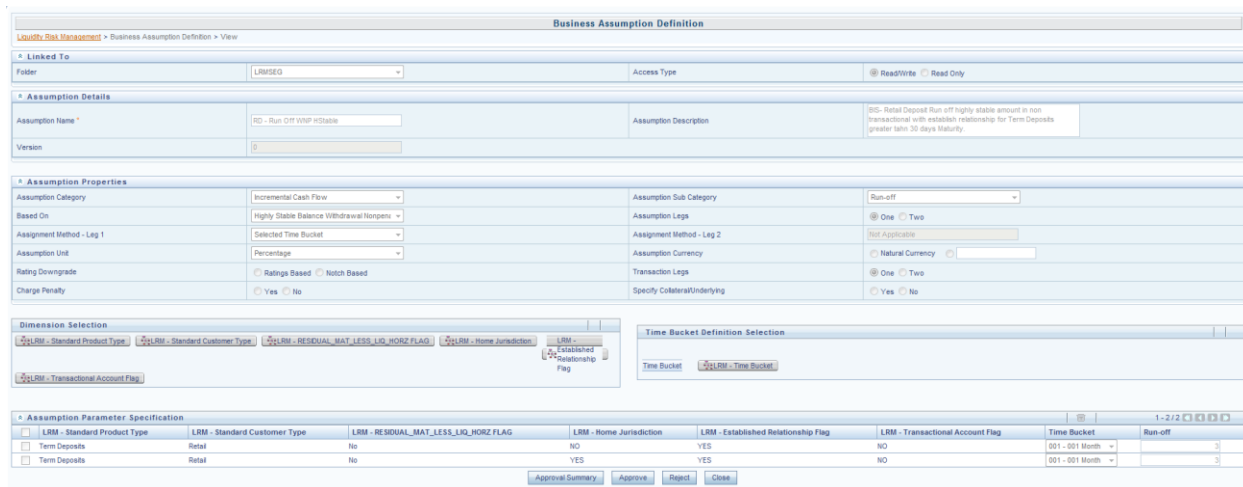 Business Assumption Definition
Liquidity Risk Management > Business Assumption Definition > View
Linked To
Folder LRMSEG Access Type Read/Write Read Only
Assumption Details
Assumption Name * RD - Run Off WNP HStable Assumption Description BIS- Retail Deposit Run off highly stable amount in non
transactional with establish relationship for Term Deposits
greater tahn 30 days Maturity.
Version 0
Assumption Properties
Assumption Category Incremental Cash Flow Assumption Sub Category Run-off
Based On Highly Stable Balance Withdrawal Nonpena Assumption Legs One Two
Assignment Method - Leg 1 Selected Time Bucket Assignment Method - Leg 2 Not Applicable
Assumption Unit Percentage Assumption Currency Natural Currency
Rating Downgrade Ratings Based Notch Based Transaction Legs One Two
Charge Penalty Yes No Specify Collateral/Underlying Yes No
Dimension Selection
LRM - Standard Product Type LRM - Standard Customer Type LRM - RESIDUAL_MAT_LESS_LIQ_HORZ FLAG LRM - Home Jurisdiction LRM -
Established
Relationship
Flag
LRM - Transactional Account Flag
Time Bucket Definition Selection
Time Bucket LRM - Time Bucket
Assumption Parameter Specification 1 - 2 / 2
LRM - Standard Product Type LRM - Standard Customer Type LRM - RESIDUAL_MAT_LESS_LIQ_HORZ FLAG LRM - Home Jurisdiction LRM - Established Relationship Flag LRM - Transactional Account Flag Time Bucket Run-off
Term Deposits Retail No NO YES NO 001 - 001 Month 3
Term Deposits Retail No YES YES NO 001 - 001 Month 3
Approval Summary Approve Reject Close